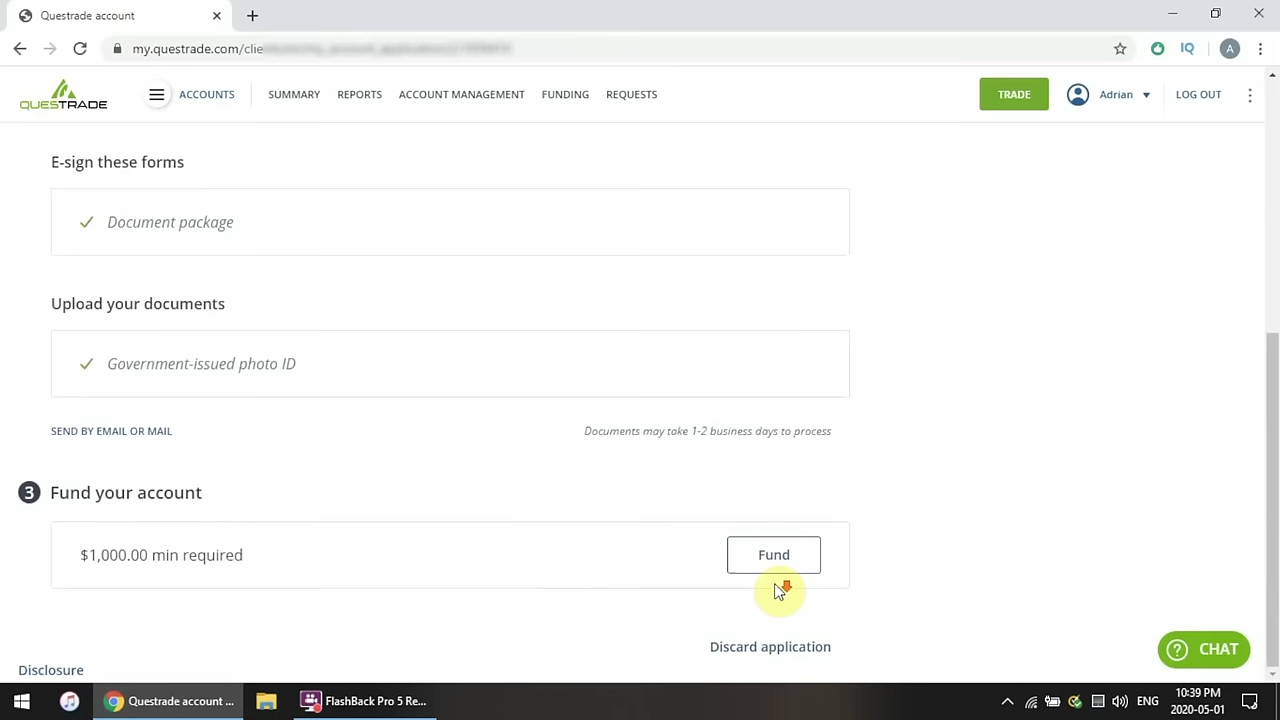 Questrade account
my.questrade.com/clie
IQ
A
QUESTRADE
ACCOUNTS
SUMMARY
REPORTS
ACCOUNT MANAGEMENT
FUNDING
REQUESTS
TRADE
Adrian
LOG OUT
E-sign these forms
Document package
Upload your documents
Government-issued photo ID
SEND BY EMAIL OR MAIL
Documents may take 1-2 business days to process
3 Fund your account
$1,000.00 min required
Fund
Discard application
Disclosure
? CHAT
Questrade account ...
FlashBack Pro 5 Re...
ENG
10:39 PM
2020-05-01